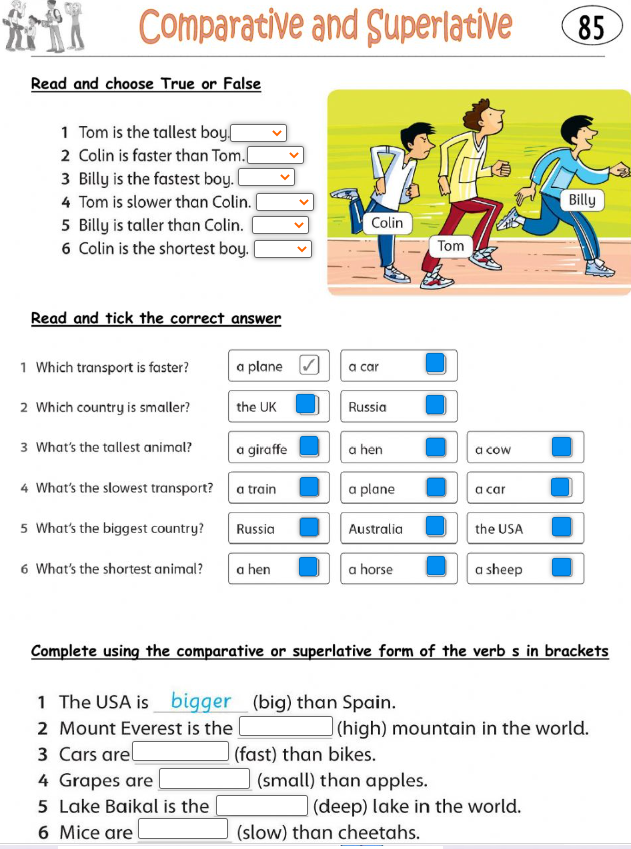 Comparative and Superlative
85
Read and choose True or False
1 Tom is the tallest boy.
2 Colin is faster than Tom.
3 Billy is the fastest boy.
4 Tom is slower than Colin.
5 Billy is taller than Colin.
6 Colin is the shortest boy.
Colin
Tom
Billy
Read and tick the correct answer
1 Which transport is faster? a plane ✓ a car
2 Which country is smaller? the UK Russia
3 What's the tallest animal? a giraffe a hen a cow
4 What's the slowest transport? a train a plane a car
5 What's the biggest country? Russia Australia the USA
6 What's the shortest animal? a hen a horse a sheep
Complete using the comparative or superlative form of the verb s in brackets
1 The USA is bigger (big) than Spain.
2 Mount Everest is the (high) mountain in the world.
3 Cars are (fast) than bikes.
4 Grapes are (small) than apples.
5 Lake Baikal is the (deep) lake in the world.
6 Mice are (slow) than cheetahs.